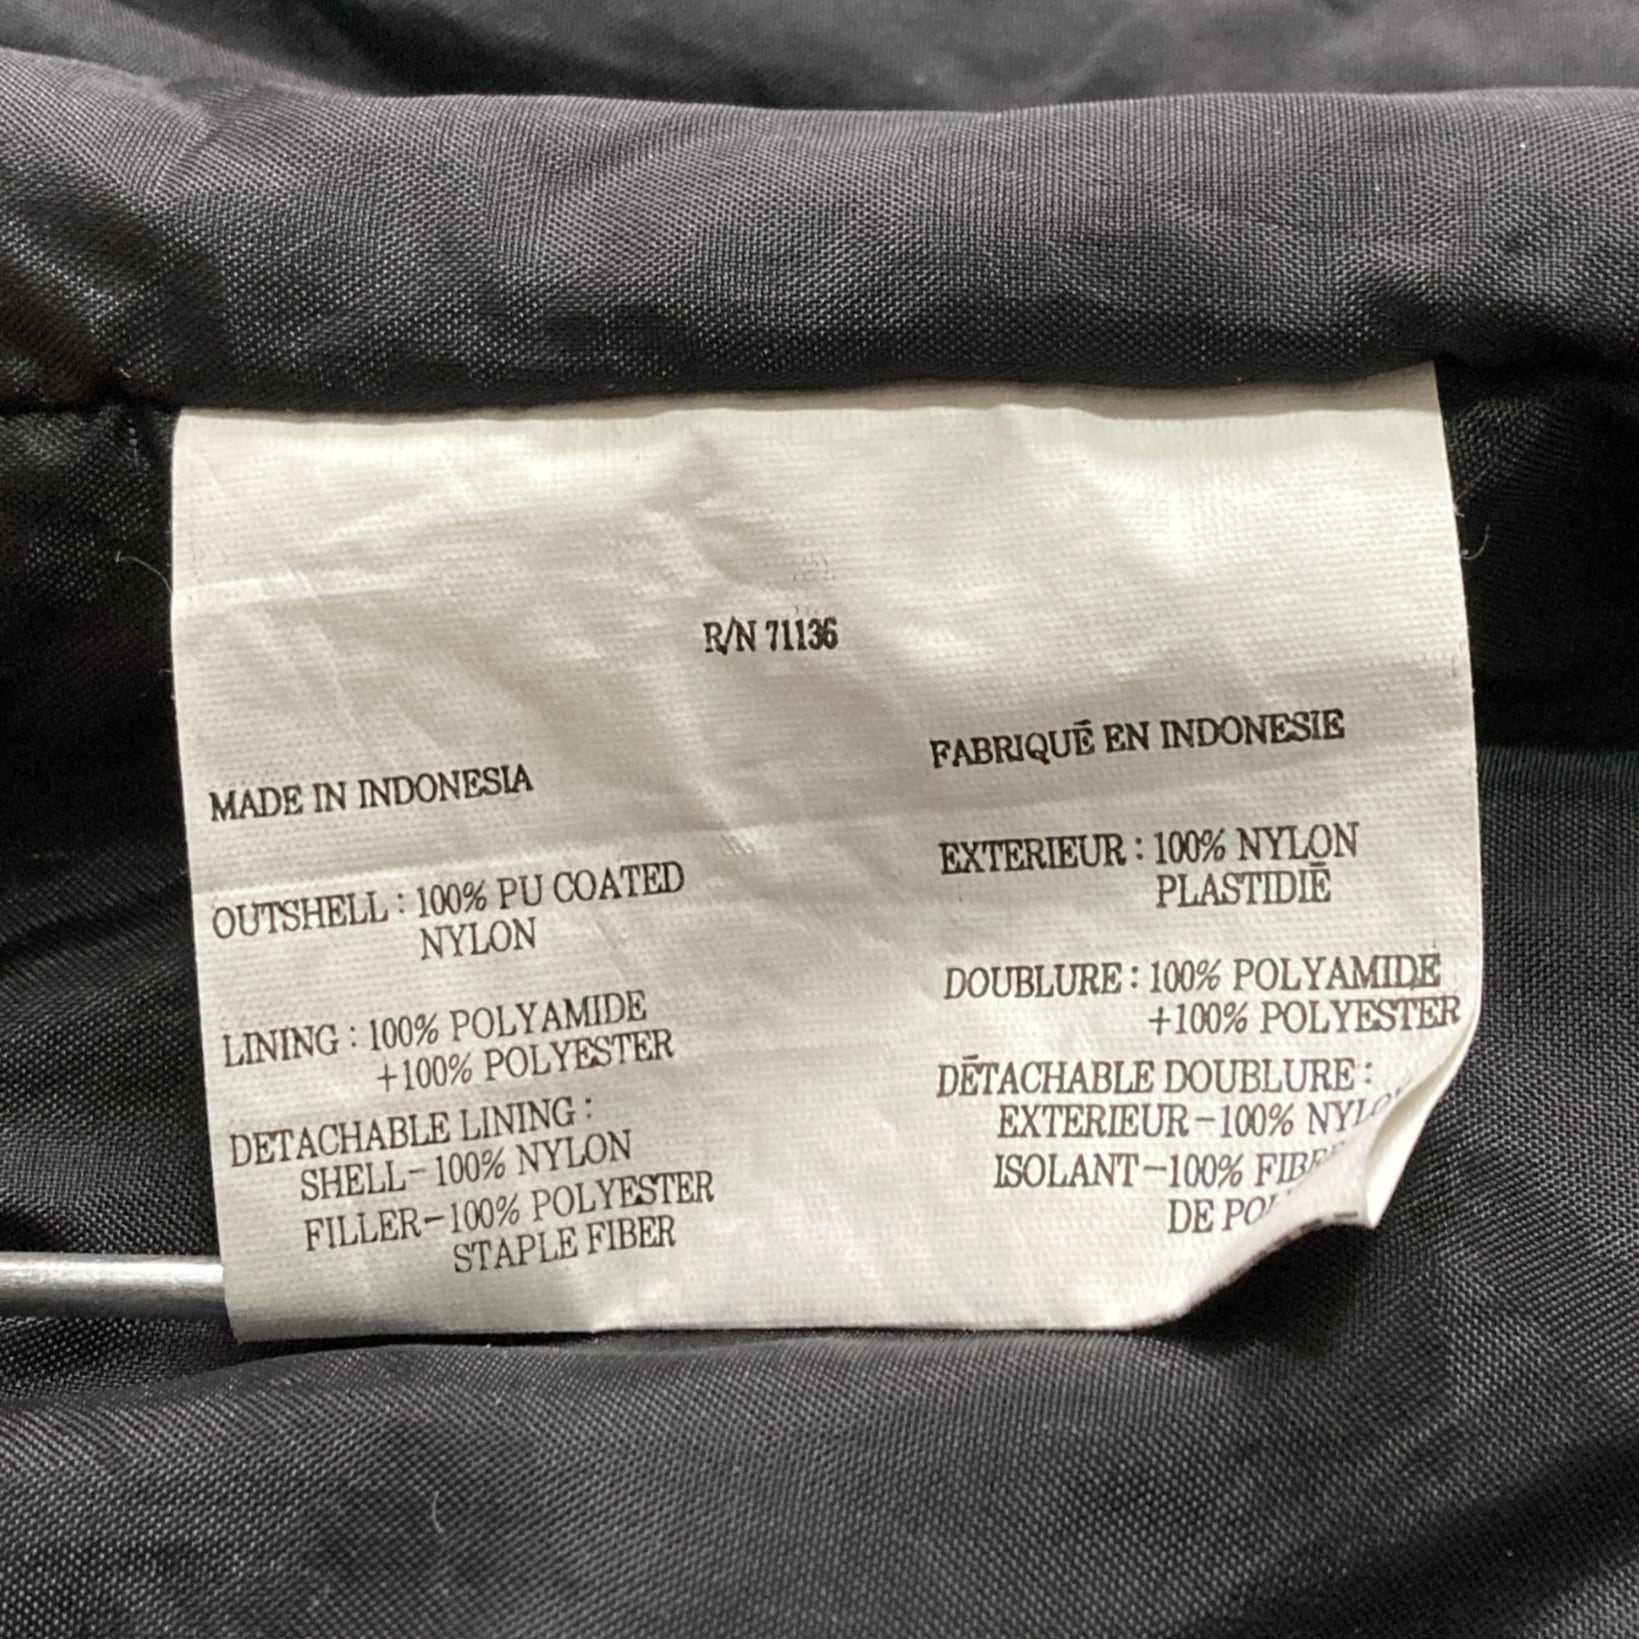 R/N 71136
MADE IN INDONESIA
OUTSHELL : 100% PU COATED
NYLON
LINING : 100% POLYAMIDE
+100% POLYESTER
DETACHABLE LINING :
SHELL-100% NYLON
FILLER-100% POLYESTER
STAPLE FIBER
FABRIQUĒ EN INDONESIE
EXTERIEUR : 100% NYLON
PLASTIDIĒ
DOUBLURE : 100% POLYAMIDE
+100% POLYESTER
DĒTACHABLE DOUBLURE :
EXTERIEUR-100%
ISOLANT-100%
DE